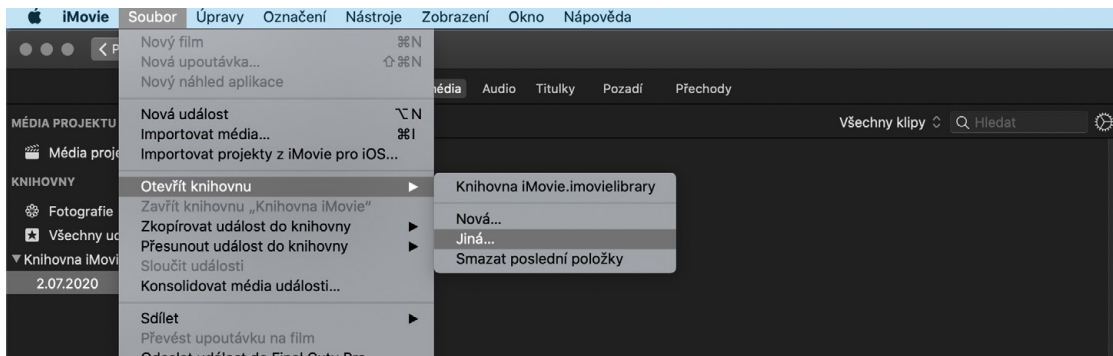 iMovie Soubor Úpravy Označení Nástroje Zobrazení Okno Nápověda
Nový film ⌘N
Nová upoutávka... ⇧⌘N
Nový náhled aplikace
Audio Titulky Pozadí Přechody
Nová událost ⌥N
Importovat média... ⌘I
Importovat projekty z iMovie pro iOS...
Všechny klipy Hledat
MÉDIA PROJEKTU
Média
KNIHOVNY
Fotografie
Všechny
Knihovna
2.07.2020
Otevřít knihovnu
Zavřít knihovnu „Knihovna iMovie“
Zkopírovat událost do knihovny
Přesunout událost do knihovny
Sloučit události
Konsolidovat média události...
Sdílet
Převést upoutávku na film
Knihovna iMovie.imovielibrary
Nová...
Jiná...
Smazat poslední položky